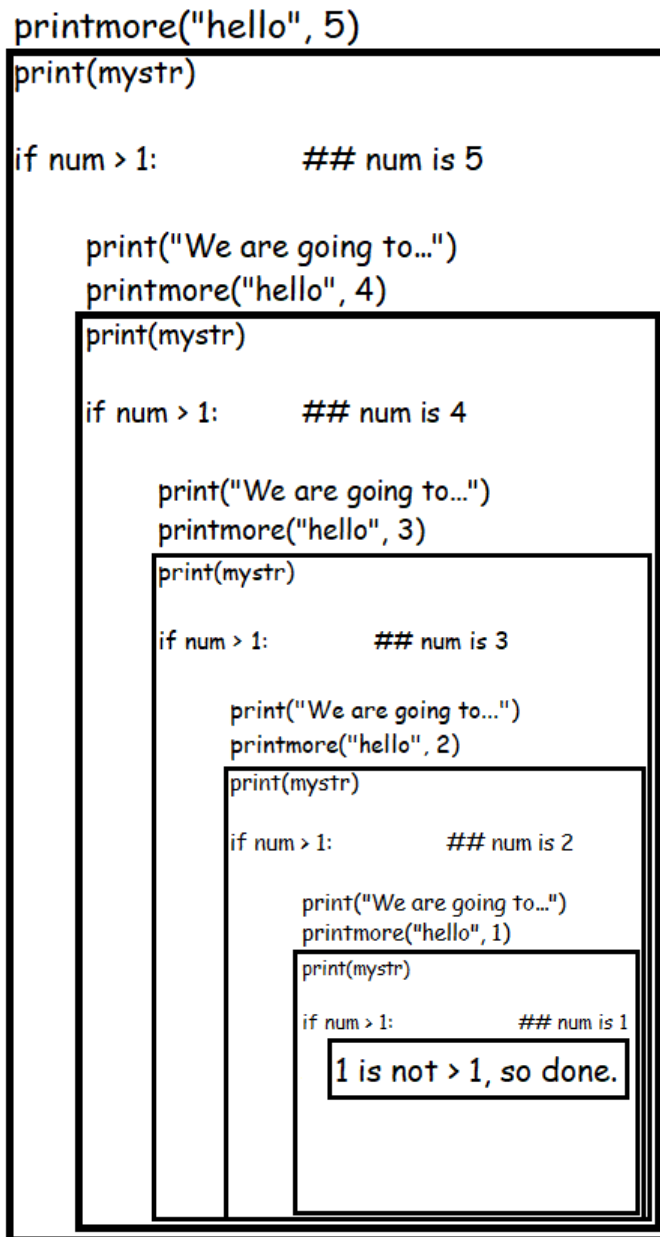 printmore("hello", 5)
print(mystr)
if num > 1: ## num is 5
print("We are going to...")
printmore("hello", 4)
print(mystr)
if num > 1: ## num is 4
print("We are going to...")
printmore("hello", 3)
print(mystr)
if num > 1: ## num is 3
print("We are going to...")
printmore("hello", 2)
print(mystr)
if num > 1: ## num is 2
print("We are going to...")
printmore("hello", 1)
print(mystr)
if num > 1: ## num is 1
1 is not > 1, so done.